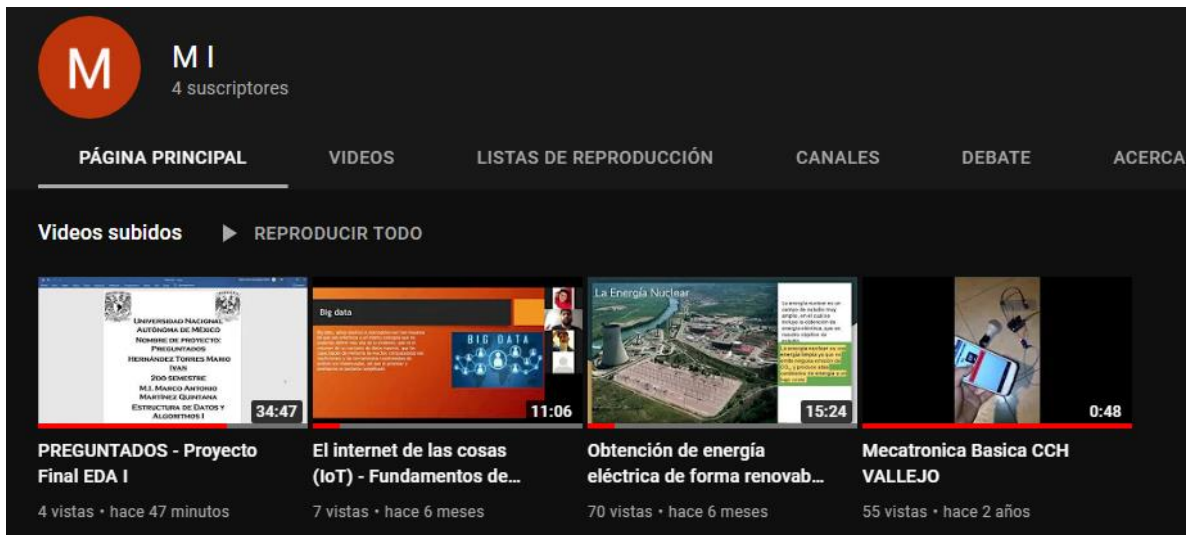 M
M I
4 suscriptores
PÁGINA PRINCIPAL VIDEOS LISTAS DE REPRODUCCIÓN CANALES DEBATE ACERCA
Videos subidos REPRODUCIR TODO
UNIVERSIDAD NACIONAL
AUTÓNOMA DE MÉXICO
NOMBRE DE PROYECTO:
PREGUNTADOS
HERNÁNDEZ TORRES MARIO
IVAN
2DO SEMESTRE
M.I. MARCO ANTONIO
MARTÍNEZ QUINTANA
ESTRUCTURA DE DATOS Y
ALGORITMOS I
34:47
Big data
BIG DATA
11:06
La Energía Nuclear
15:24
0:48
PREGUNTADOS - Proyecto
Final EDA I
4 vistas • hace 47 minutos
El internet de las cosas
(IoT) - Fundamentos de...
7 vistas • hace 6 meses
Obtención de energía
eléctrica de forma renovab...
70 vistas • hace 6 meses
Mecatronica Basica CCH
VALLEJO
55 vistas • hace 2 años